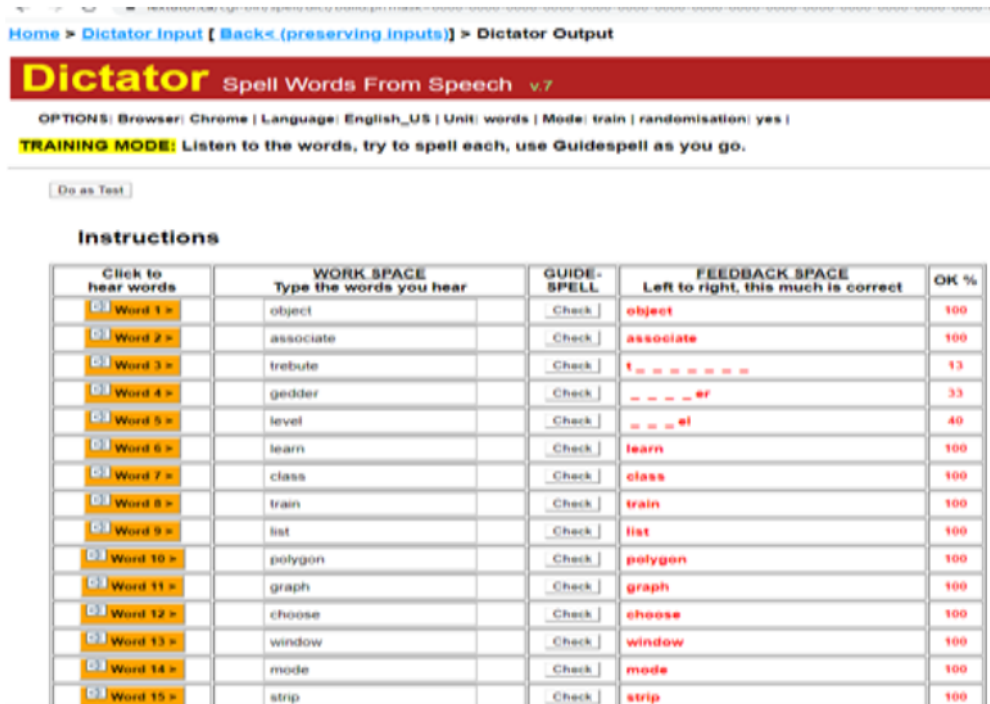 Home > Dictator Input [ Back< (preserving inputs)] > Dictator Output
Dictator Spell Words From Speech v.7
OPTIONS: Browser: Chrome | Language: English_US | Unit: words | Mode: train | randomisation: yes |
TRAINING MODE: Listen to the words, try to spell each, use Guidespell as you go.
Do as Test
Instructions
Click to hear words WORK SPACE Type the words you hear GUIDE-SPELL FEEDBACK SPACE Left to right, this much is correct OK %
Word 1 > object Check object 100
Word 2 > associate Check associate 100
Word 3 > trebute Check t _ _ _ _ _ _ _ 13
Word 4 > gedder Check _ _ _ _ er 33
Word 5 > level Check _ _ _ el 40
Word 6 > learn Check learn 100
Word 7 > class Check class 100
Word 8 > train Check train 100
Word 9 > list Check list 100
Word 10 > polygon Check polygon 100
Word 11 > graph Check graph 100
Word 12 > choose Check choose 100
Word 13 > window Check window 100
Word 14 > mode Check mode 100
Word 15 > strip Check strip 100